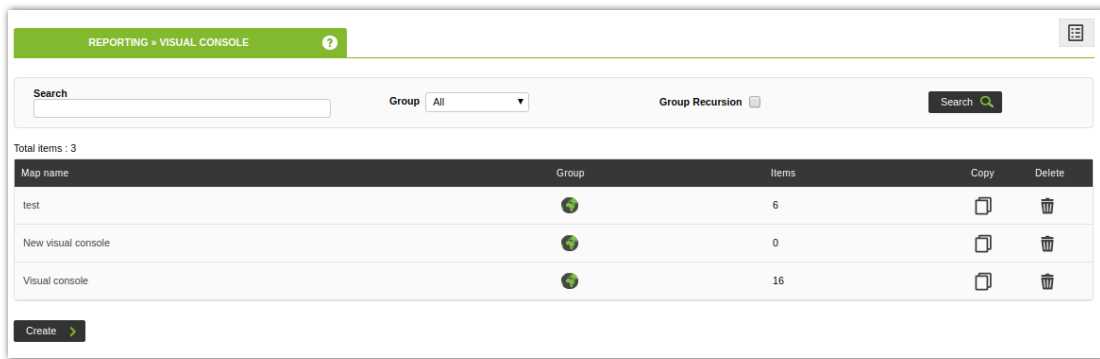 REPORTING » VISUAL CONSOLE ?
Search
Group All Group Recursion Search
Total items : 3
Map name Group Items Copy Delete
test 6
New visual console 0
Visual console 16
Create